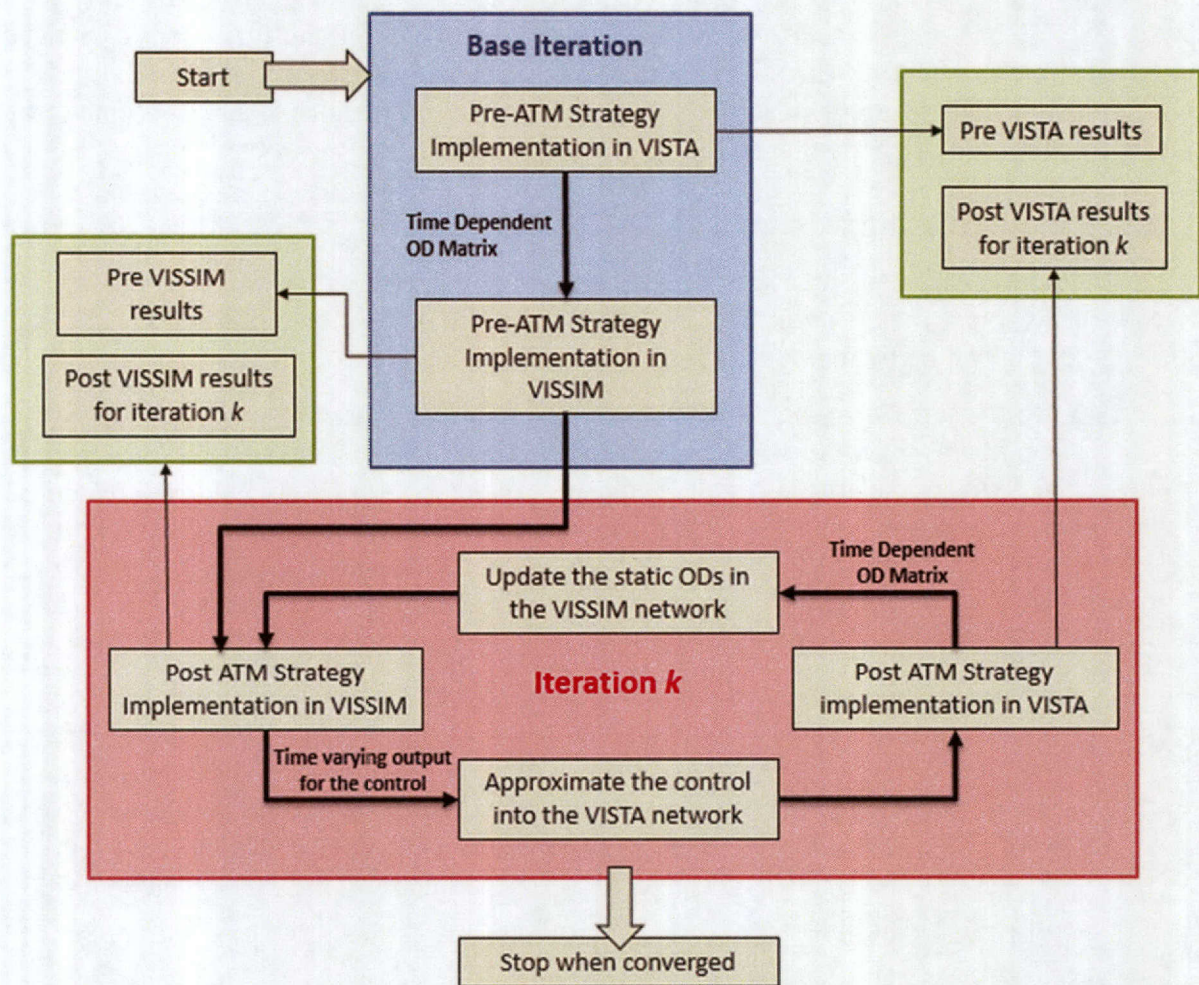 Base Iteration
Start
Pre-ATM Strategy
Implementation in VISTA
Pre VISTA results
Post VISTA results
for iteration k
Time Dependent
OD Matrix
Pre VISSIM
results
Post VISSIM results
for iteration k
Pre-ATM Strategy
Implementation in
VISSIM
Update the static ODs in
the VISSIM network
Time Dependent
OD Matrix
Post ATM Strategy
Implementation in VISSIM
Iteration k
Post ATM Strategy
implementation in VISTA
Time varying output
for the control
Approximate the control
into the VISTA network
Stop when converged